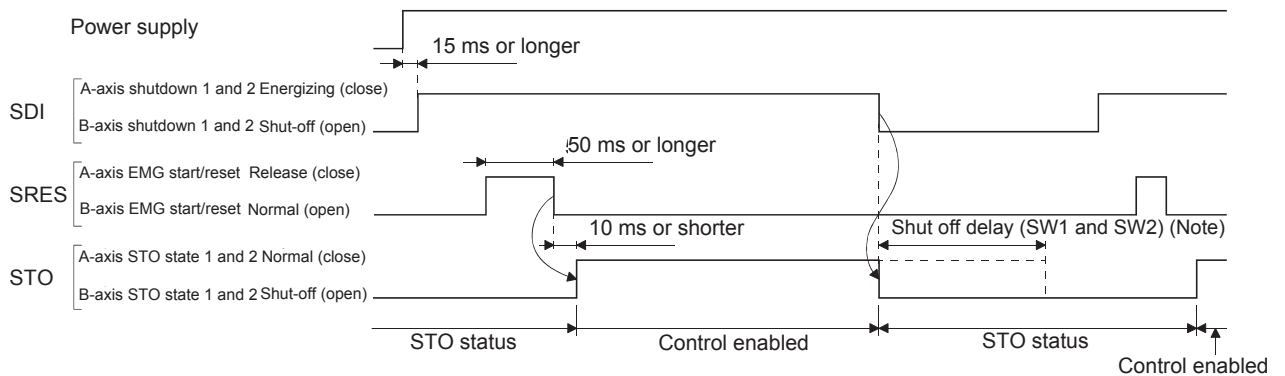 Power supply
15 ms or longer
SDI
A-axis shutdown 1 and 2 Energizing (close)
B-axis shutdown 1 and 2 Shut-off (open)
50 ms or longer
SRES
A-axis EMG start/reset Release (close)
B-axis EMG start/reset Normal (open)
10 ms or shorter
Shut off delay (SW1 and SW2) (Note)
STO
A-axis STO state 1 and 2 Normal (close)
B-axis STO state 1 and 2 Shut-off (open)
STO status
Control enabled
STO status
Control enabled